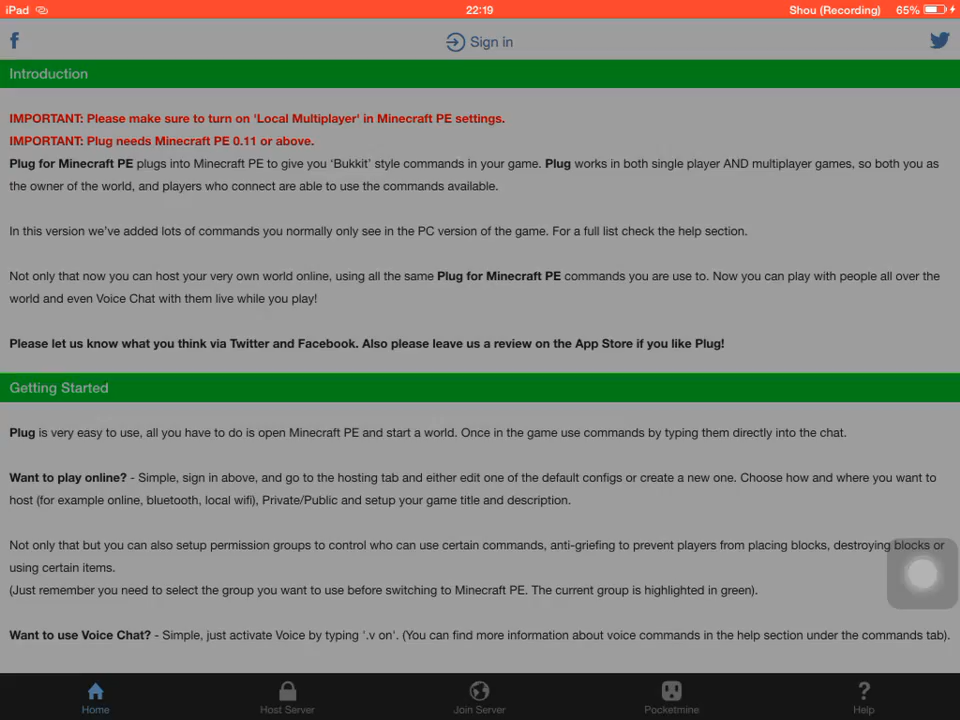 iPad 22:19 Shou (Recording) 65%
f Sign in
Introduction
IMPORTANT: Please make sure to turn on 'Local Multiplayer' in Minecraft PE settings.
IMPORTANT: Plug needs Minecraft PE 0.11 or above.
Plug for Minecraft PE plugs into Minecraft PE to give you ‘Bukkit’ style commands in your game. Plug works in both single player AND multiplayer games, so both you as
the owner of the world, and players who connect are able to use the commands available.
In this version we’ve added lots of commands you normally only see in the PC version of the game. For a full list check the help section.
Not only that now you can host your very own world online, using all the same Plug for Minecraft PE commands you are use to. Now you can play with people all over the
world and even Voice Chat with them live while you play!
Please let us know what you think via Twitter and Facebook. Also please leave us a review on the App Store if you like Plug!
Getting Started
Plug is very easy to use, all you have to do is open Minecraft PE and start a world. Once in the game use commands by typing them directly into the chat.
Want to play online? - Simple, sign in above, and go to the hosting tab and either edit one of the default configs or create a new one. Choose how and where you want to
host (for example online, bluetooth, local wifi), Private/Public and setup your game title and description.
Not only that but you can also setup permission groups to control who can use certain commands, anti-griefing to prevent players from placing blocks, destroying blocks or
using certain items.
(Just remember you need to select the group you want to use before switching to Minecraft PE. The current group is highlighted in green).
Want to use Voice Chat? - Simple, just activate Voice by typing '.v on'. (You can find more information about voice commands in the help section under the commands tab).
Home Host Server Join Server Pocketmine Help